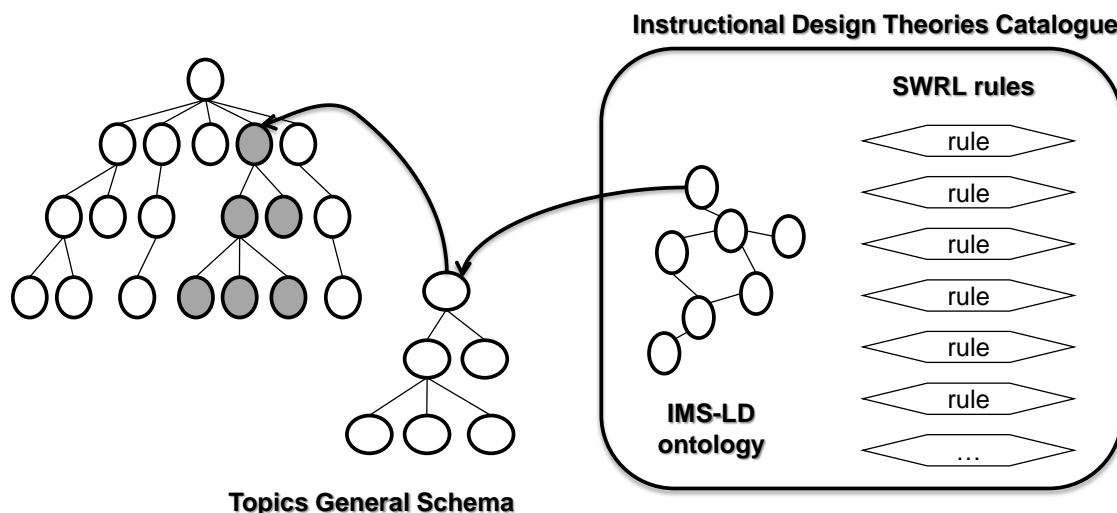 Instructional Design Theories Catalogue
SWRL rules
rule
rule
rule
rule
rule
rule
…
IMS-LD
ontology
Topics General Schema